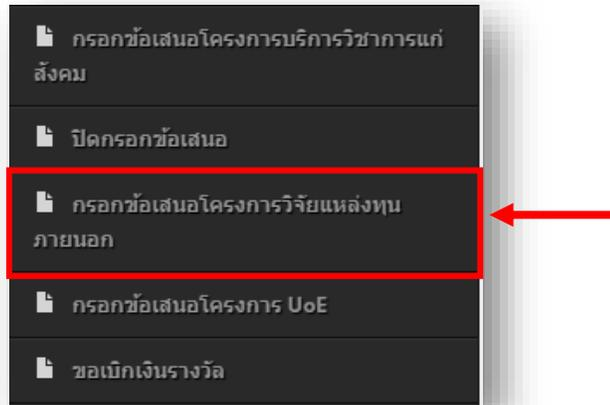 กรอกข้อเสนอโครงการบริการวิชาการแก่
สังคม
ปิดกรอกข้อเสนอ
กรอกข้อเสนอโครงการวิจัยแหล่งทุน
ภายนอก
กรอกข้อเสนอโครงการ UoE
ขอเบิกเงินรางวัล